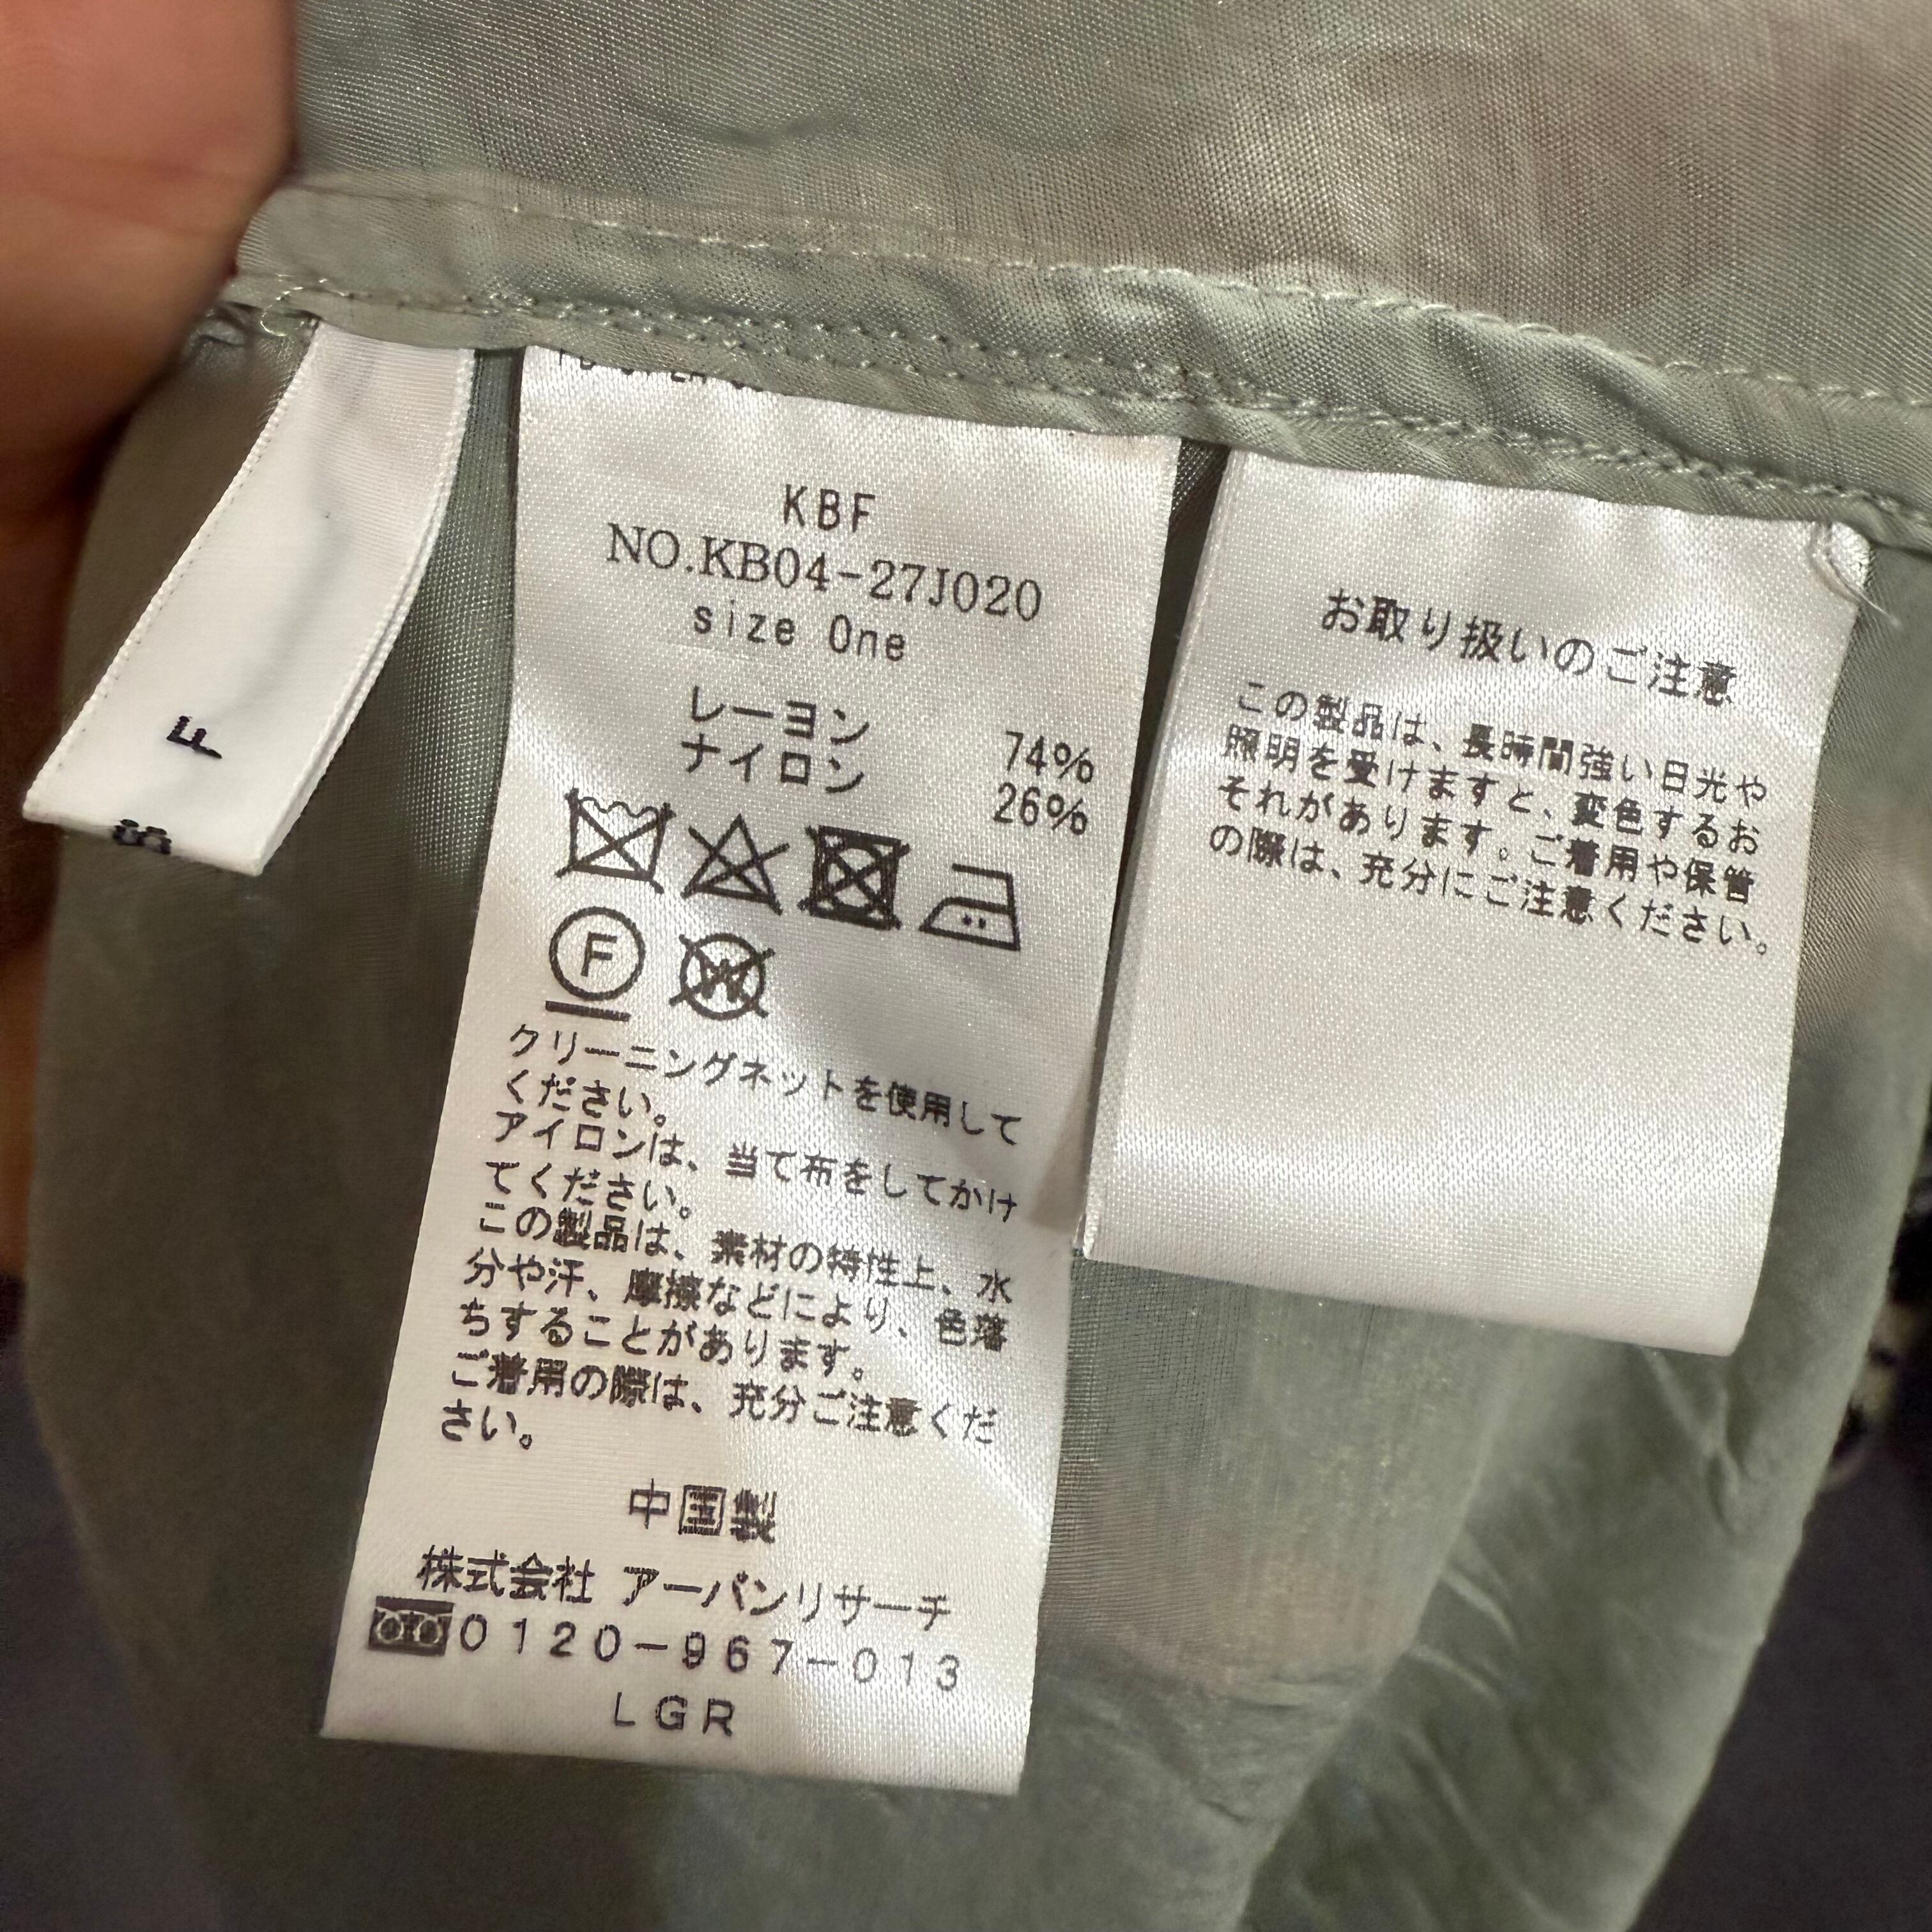 F
KBF
NO.KB04-27J020
size One
レーヨン 74%
ナイロン 26%
F
W
クリーニングネットを使用して
ください。
アイロンは、当て布をしてかけ
てください。
この製品は、素材の特性上、水
分や汗、摩擦などにより、色落
ちすることがあります。
ご着用の際は、充分ご注意くだ
さい。
中国製
株式会社 アーバンリサーチ
0120-967-013
LGR
お取り扱いのご注意
この製品は、長時間強い日光や
照明を受けますと、変色するお
それがあります。ご着用や保管
の際は、充分にご注意ください。